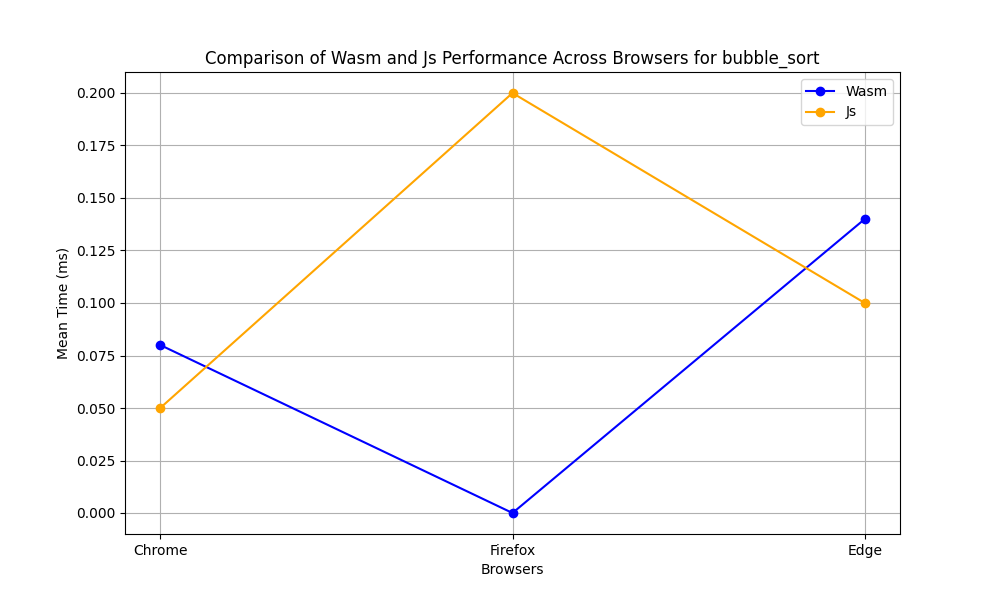 Comparison of Wasm and Js Performance Across Browsers for bubble_sort
Wasm
Js
0.200
0.175
0.150
0.125
0.100
0.075
0.050
0.025
0.000
Mean Time (ms)
Chrome
Firefox
Edge
Browsers